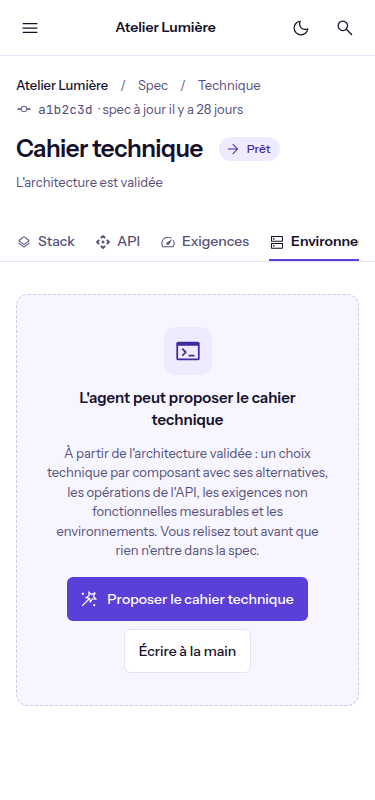 Atelier Lumière
Atelier Lumière / Spec / Technique
a1b2c3d · spec à jour il y a 28 jours
Cahier technique
Prêt
L'architecture est validée
Stack API Exigences Environne
L'agent peut proposer le cahier
technique
À partir de l'architecture validée : un choix
technique par composant avec ses alternatives,
les opérations de l'API, les exigences non
fonctionnelles mesurables et les
environnements. Vous relisez tout avant que
rien n'entre dans la spec.
Proposer le cahier technique
Écrire à la main